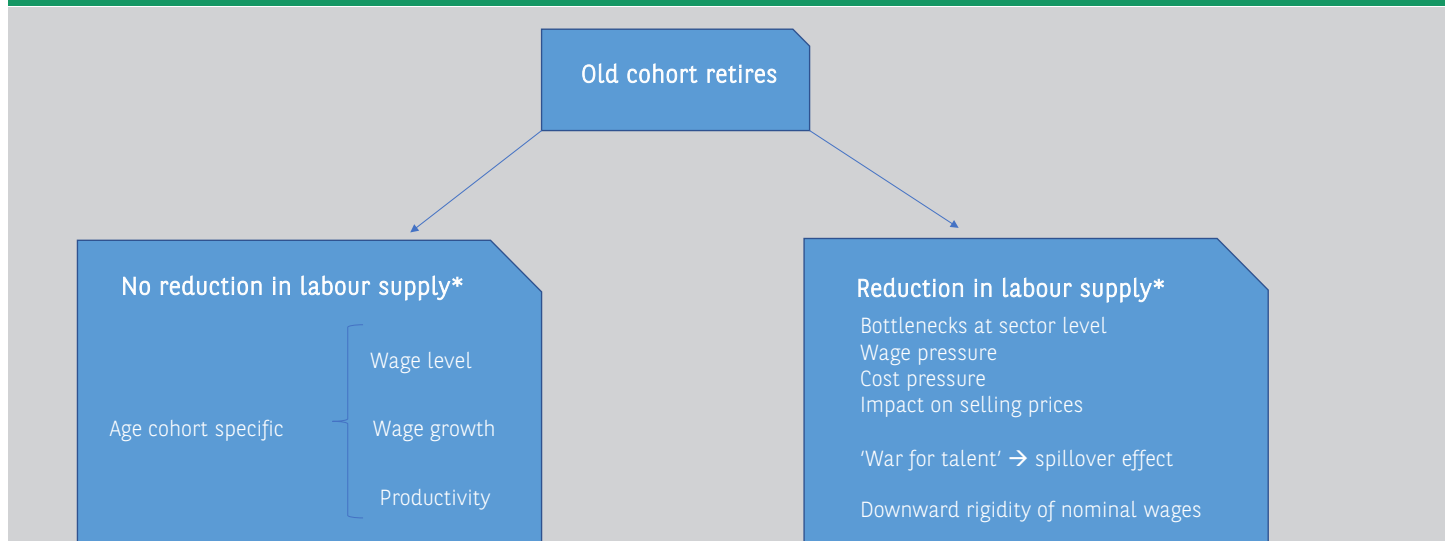 Old cohort retires
No reduction in labour supply*
Wage level
Age cohort specific
Wage growth
Productivity
Reduction in labour supply*
Bottlenecks at sector level
Wage pressure
Cost pressure
Impact on selling prices
'War for talent' → spillover effect
Downward rigidity of nominal wages